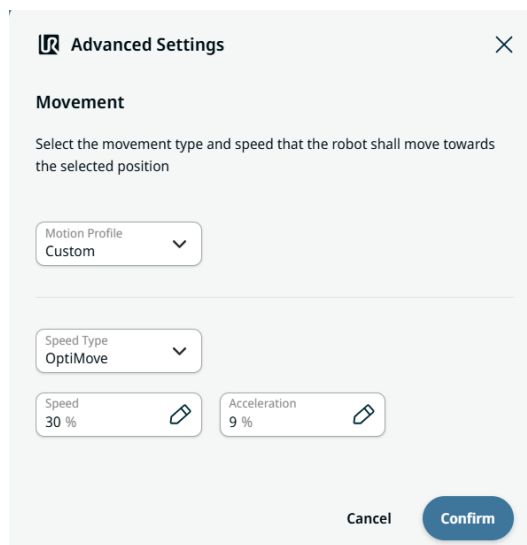 UR Advanced Settings
Movement
Select the movement type and speed that the robot shall move towards
the selected position
Motion Profile
Custom
Speed Type
OptiMove
Speed
30 %
Acceleration
9 %
Cancel
Confirm